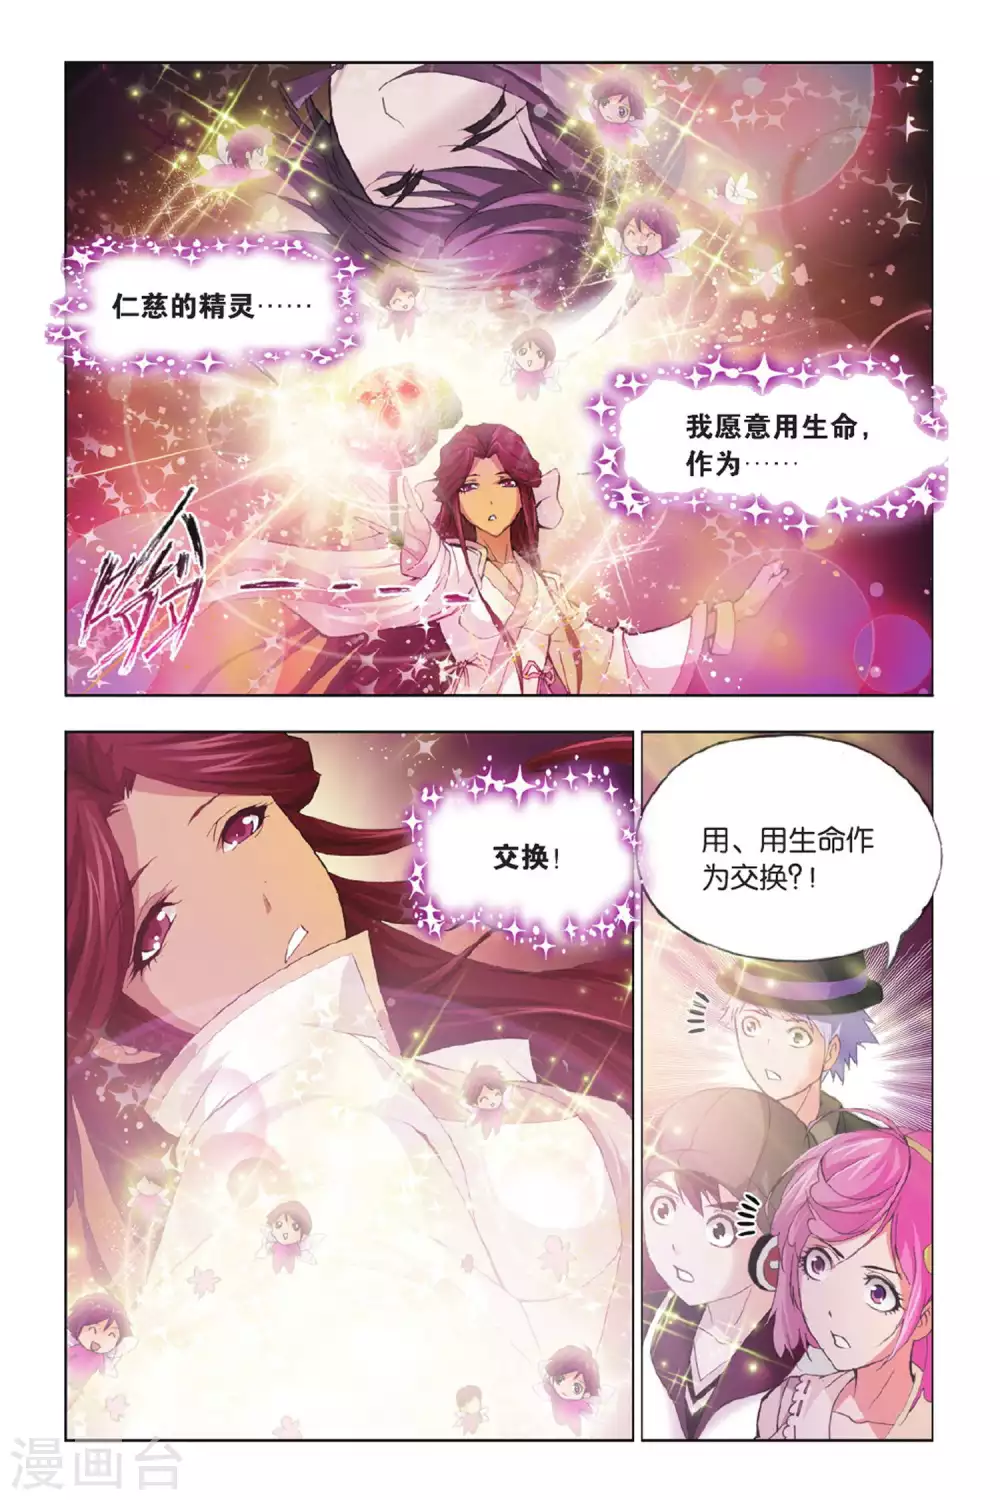 仁慈的精灵……
我愿意用生命，
作为……
交换！
用、用生命作
为交换？！
漫画台